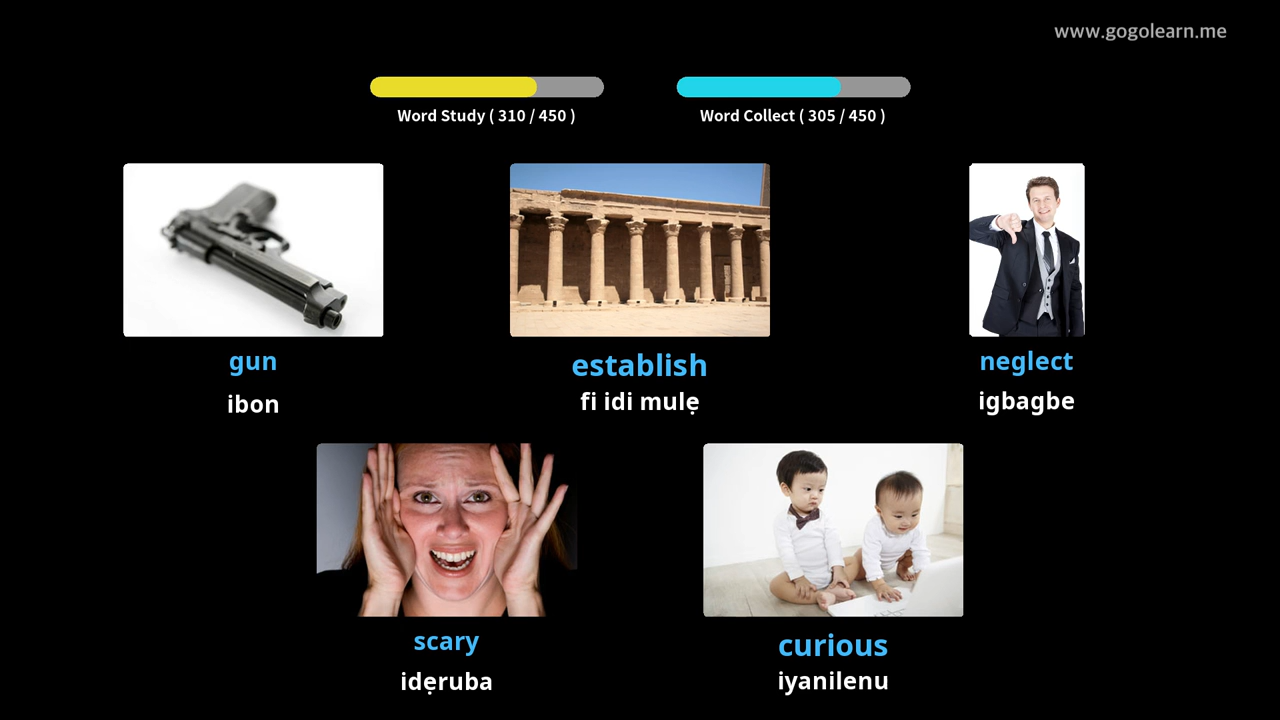 www.gogolearn.me
Word Study ( 310 / 450 )
Word Collect ( 305 / 450 )
gun
ibon
establish
fi idi mulẹ
neglect
igbagbe
scary
idẹruba
curious
iyanilenu